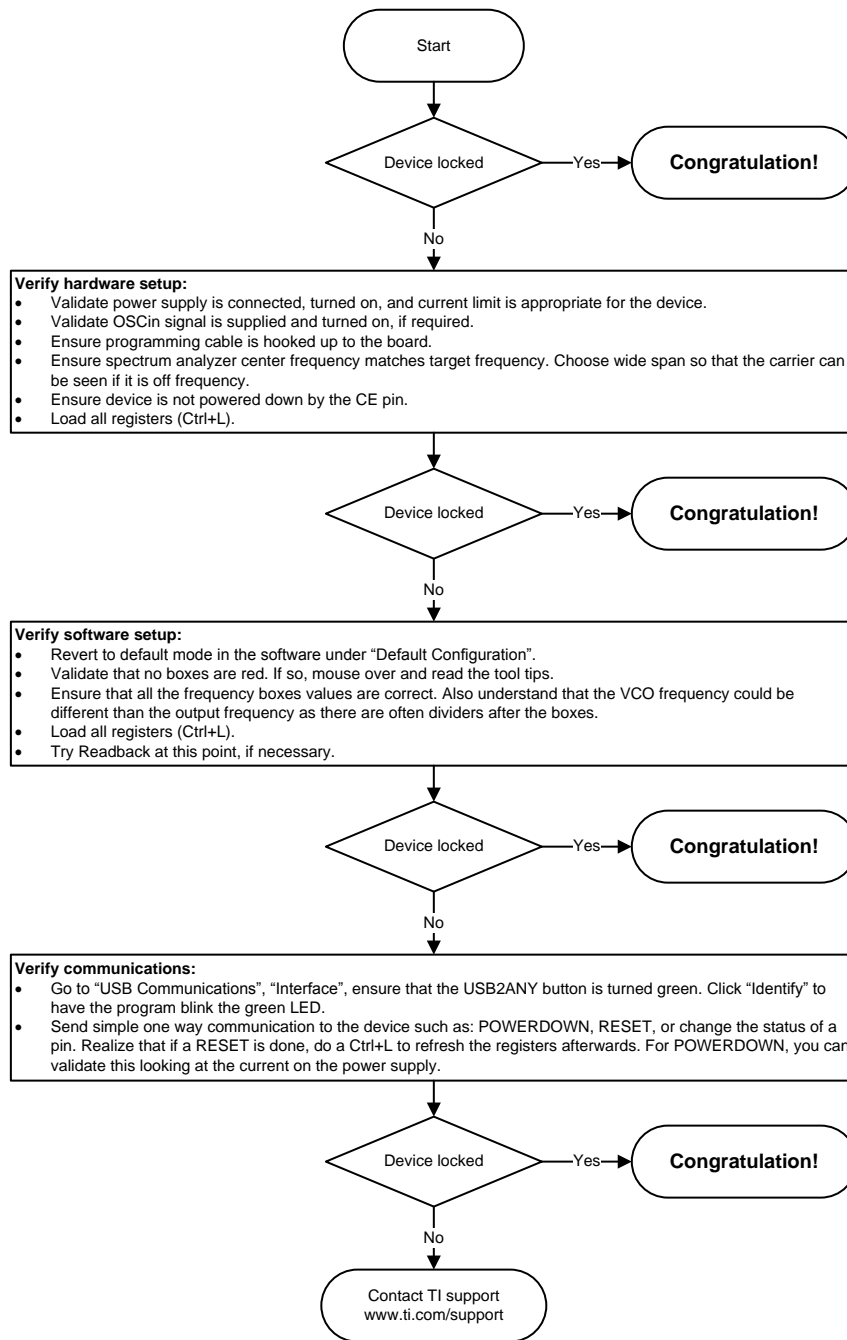 Start
Device locked
Yes
Congratulation!
No
Verify hardware setup:
• Validate power supply is connected, turned on, and current limit is appropriate for the device.
• Validate OSCin signal is supplied and turned on, if required.
• Ensure programming cable is hooked up to the board.
• Ensure spectrum analyzer center frequency matches target frequency. Choose wide span so that the carrier can
be seen if it is off frequency.
• Ensure device is not powered down by the CE pin.
• Load all registers (Ctrl+L).
Device locked
Yes
Congratulation!
No
Verify software setup:
• Revert to default mode in the software under “Default Configuration”.
• Validate that no boxes are red. If so, mouse over and read the tool tips.
• Ensure that all the frequency boxes values are correct. Also understand that the VCO frequency could be
different than the output frequency as there are often dividers after the boxes.
• Load all registers (Ctrl+L).
• Try Readback at this point, if necessary.
Device locked
Yes
Congratulation!
No
Verify communications:
• Go to “USB Communications”, “Interface”, ensure that the USB2ANY button is turned green. Click “Identify” to
have the program blink the green LED.
• Send simple one way communication to the device such as: POWERDOWN, RESET, or change the status of a
pin. Realize that if a RESET is done, do a Ctrl+L to refresh the registers afterwards. For POWERDOWN, you can
validate this looking at the current on the power supply.
Device locked
Yes
Congratulation!
No
Contact TI support
www.ti.com/support